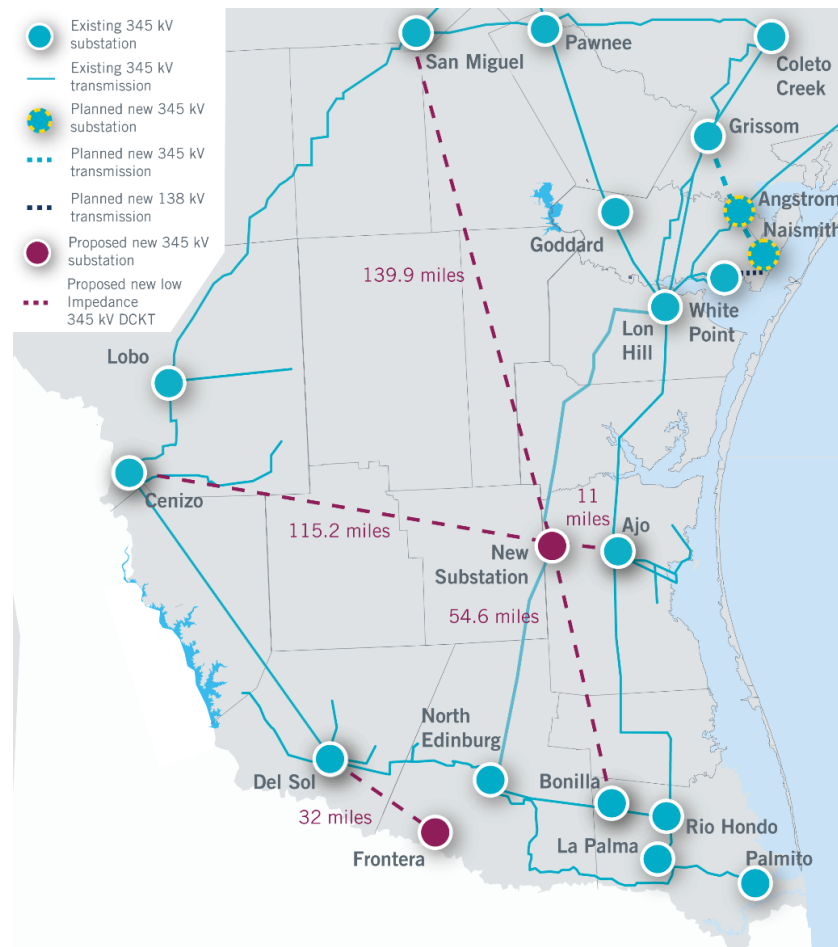 Existing 345 kV
substation
Existing 345 kV
transmission
Planned new 345 kV
substation
Planned new 345 kV
transmission
Planned new 138 kV
transmission
Proposed new 345 kV
substation
Proposed new low
Impedance
345 kV DCKT
San Miguel
Pawnee
Coleto
Creek
Grissom
Angstrom
Naismith
Goddard
139.9 miles
White
Point
Lon
Hill
Lobo
Cenizo
115.2 miles
11
miles
Ajo
New
Substation
54.6 miles
North
Edinburg
Del Sol
Bonilla
32 miles
Rio Hondo
La Palma
Frontera
Palmito